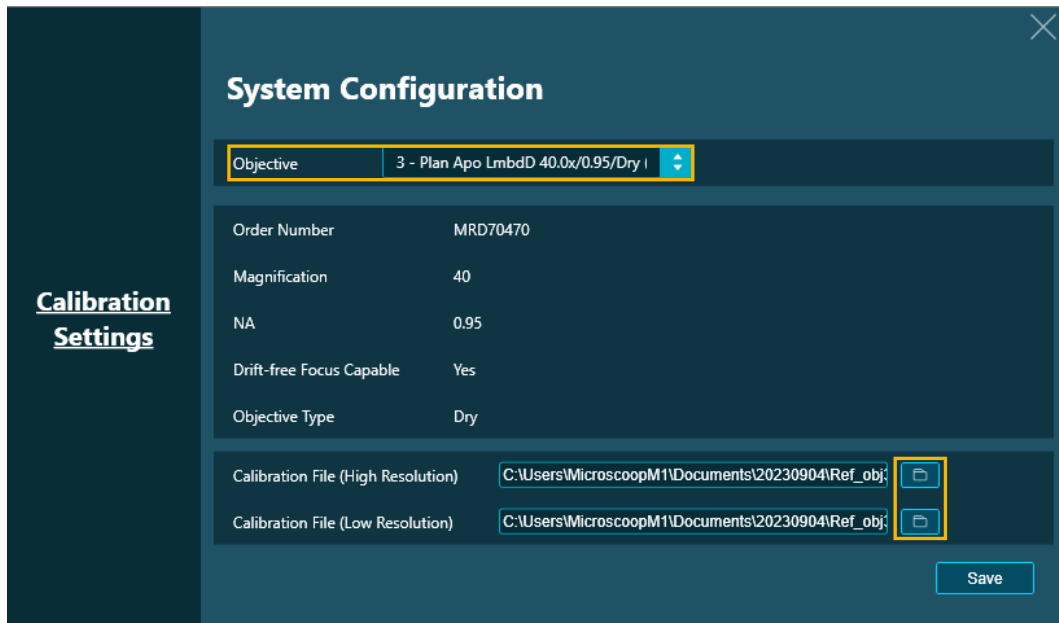 System Configuration
Objective 3 - Plan Apo LmbdD 40.0x/0.95/Dry (
Order Number MRD70470
Magnification 40
Calibration
Settings
NA 0.95
Drift-free Focus Capable Yes
Objective Type Dry
Calibration File (High Resolution) C:\Users\MicroscoopM1\Documents\20230904\Ref_obj3
Calibration File (Low Resolution) C:\Users\MicroscoopM1\Documents\20230904\Ref_obj3
Save